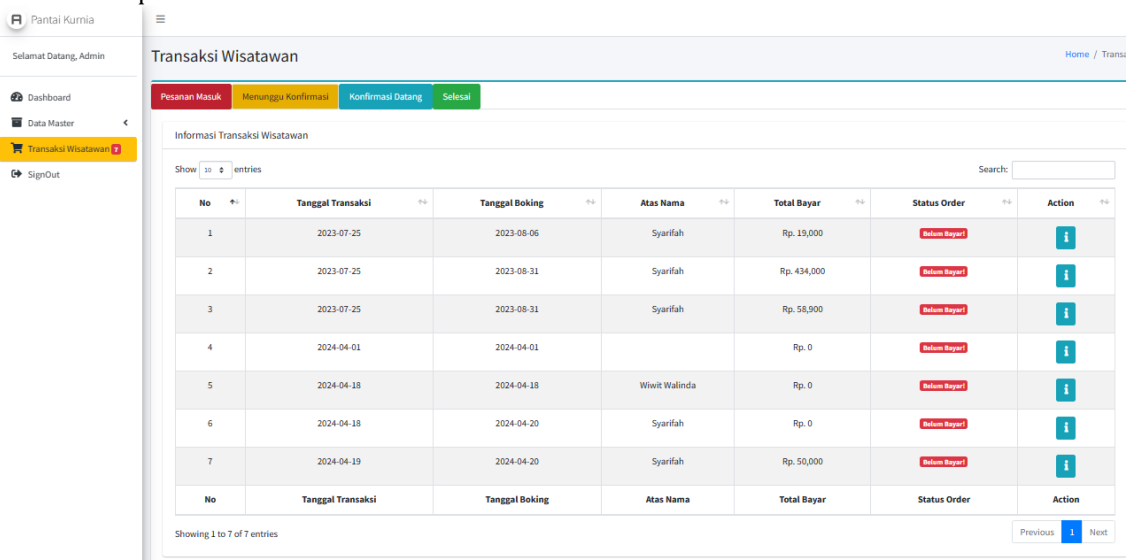 Pantai Kurnia
Selamat Datang, Admin
Dashboard
Data Master
Transaksi Wisatawan 7
SignOut
Transaksi Wisatawan
Home / Transa
Pesanan Masuk Menunggu Konfirmasi Konfirmasi Datang Selesai
Informasi Transaksi Wisatawan
Show 10 entries Search:
No Tanggal Transaksi Tanggal Boking Atas Nama Total Bayar Status Order Action
1 2023-07-25 2023-08-06 Syarifah Rp. 19,000 Belum Bayar! i
2 2023-07-25 2023-08-31 Syarifah Rp. 434,000 Belum Bayar! i
3 2023-07-25 2023-08-31 Syarifah Rp. 58,900 Belum Bayar! i
4 2024-04-01 2024-04-01 Rp. 0 Belum Bayar! i
5 2024-04-18 2024-04-18 Wiwit Walinda Rp. 0 Belum Bayar! i
6 2024-04-18 2024-04-20 Syarifah Rp. 0 Belum Bayar! i
7 2024-04-19 2024-04-20 Syarifah Rp. 50,000 Belum Bayar! i
No Tanggal Transaksi Tanggal Boking Atas Nama Total Bayar Status Order Action
Showing 1 to 7 of 7 entries Previous 1 Next